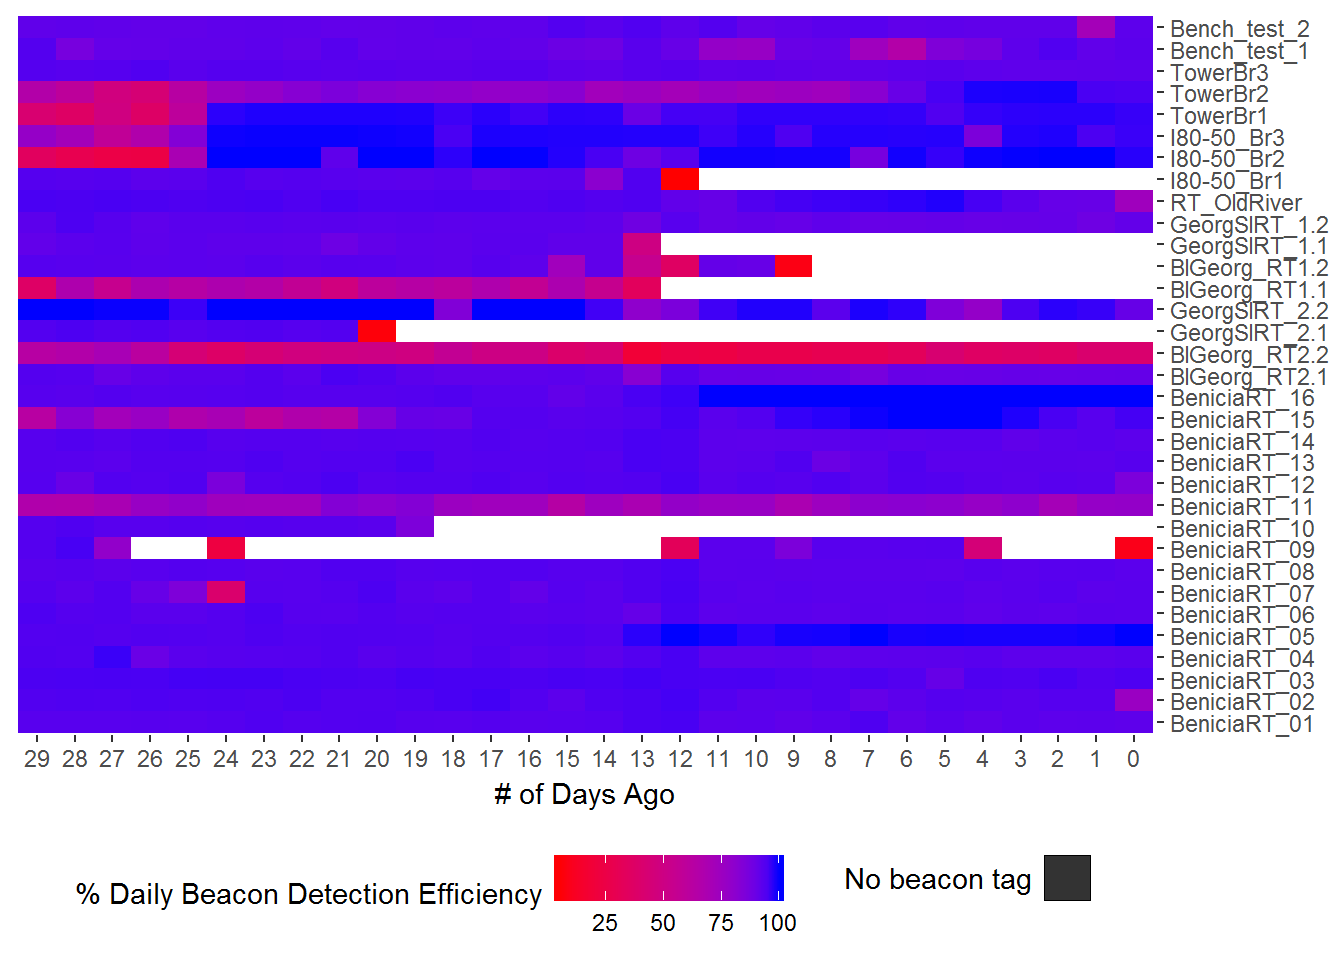 Bench_test_2
Bench_test_1
TowerBr3
TowerBr2
TowerBr1
I80-50_Br3
I80-50_Br2
I80-50_Br1
RT_OldRiver
GeorgSlRT_1.2
GeorgSlRT_1.1
BlGeorg_RT1.2
BlGeorg_RT1.1
GeorgSlRT_2.2
GeorgSlRT_2.1
BlGeorg_RT2.2
BlGeorg_RT2.1
BeniciaRT_16
BeniciaRT_15
BeniciaRT_14
BeniciaRT_13
BeniciaRT_12
BeniciaRT_11
BeniciaRT_10
BeniciaRT_09
BeniciaRT_08
BeniciaRT_07
BeniciaRT_06
BeniciaRT_05
BeniciaRT_04
BeniciaRT_03
BeniciaRT_02
BeniciaRT_01
29 28 27 26 25 24 23 22 21 20 19 18 17 16 15 14 13 12 11 10 9 8 7 6 5 4 3 2 1 0
# of Days Ago
% Daily Beacon Detection Efficiency
25 50 75 100
No beacon tag